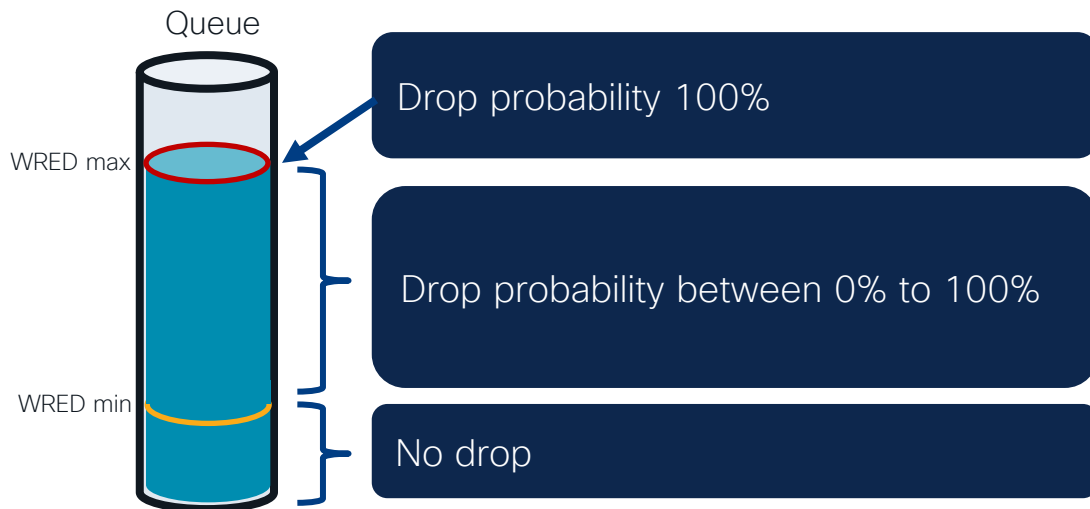 Queue
Drop probability 100%
WRED max
Drop probability between 0% to 100%
WRED min
No drop